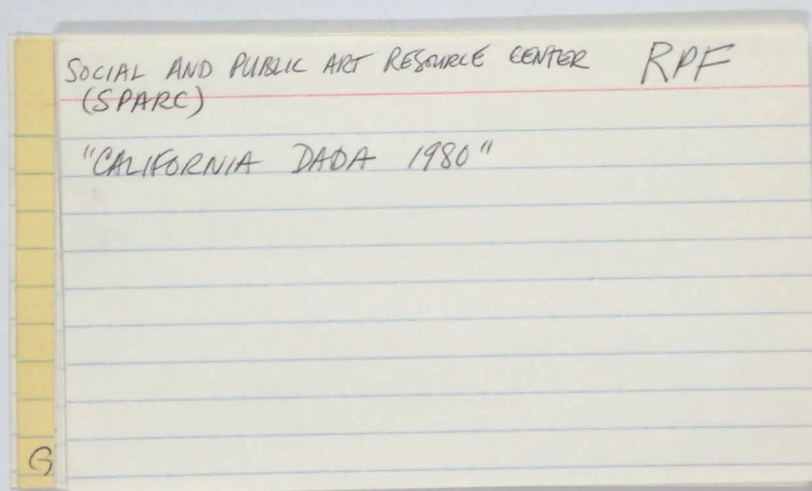 SOCIAL AND PUBLIC ART RESOURCE CENTER RPF
(SPARC)
"CALIFORNIA DADA 1980"